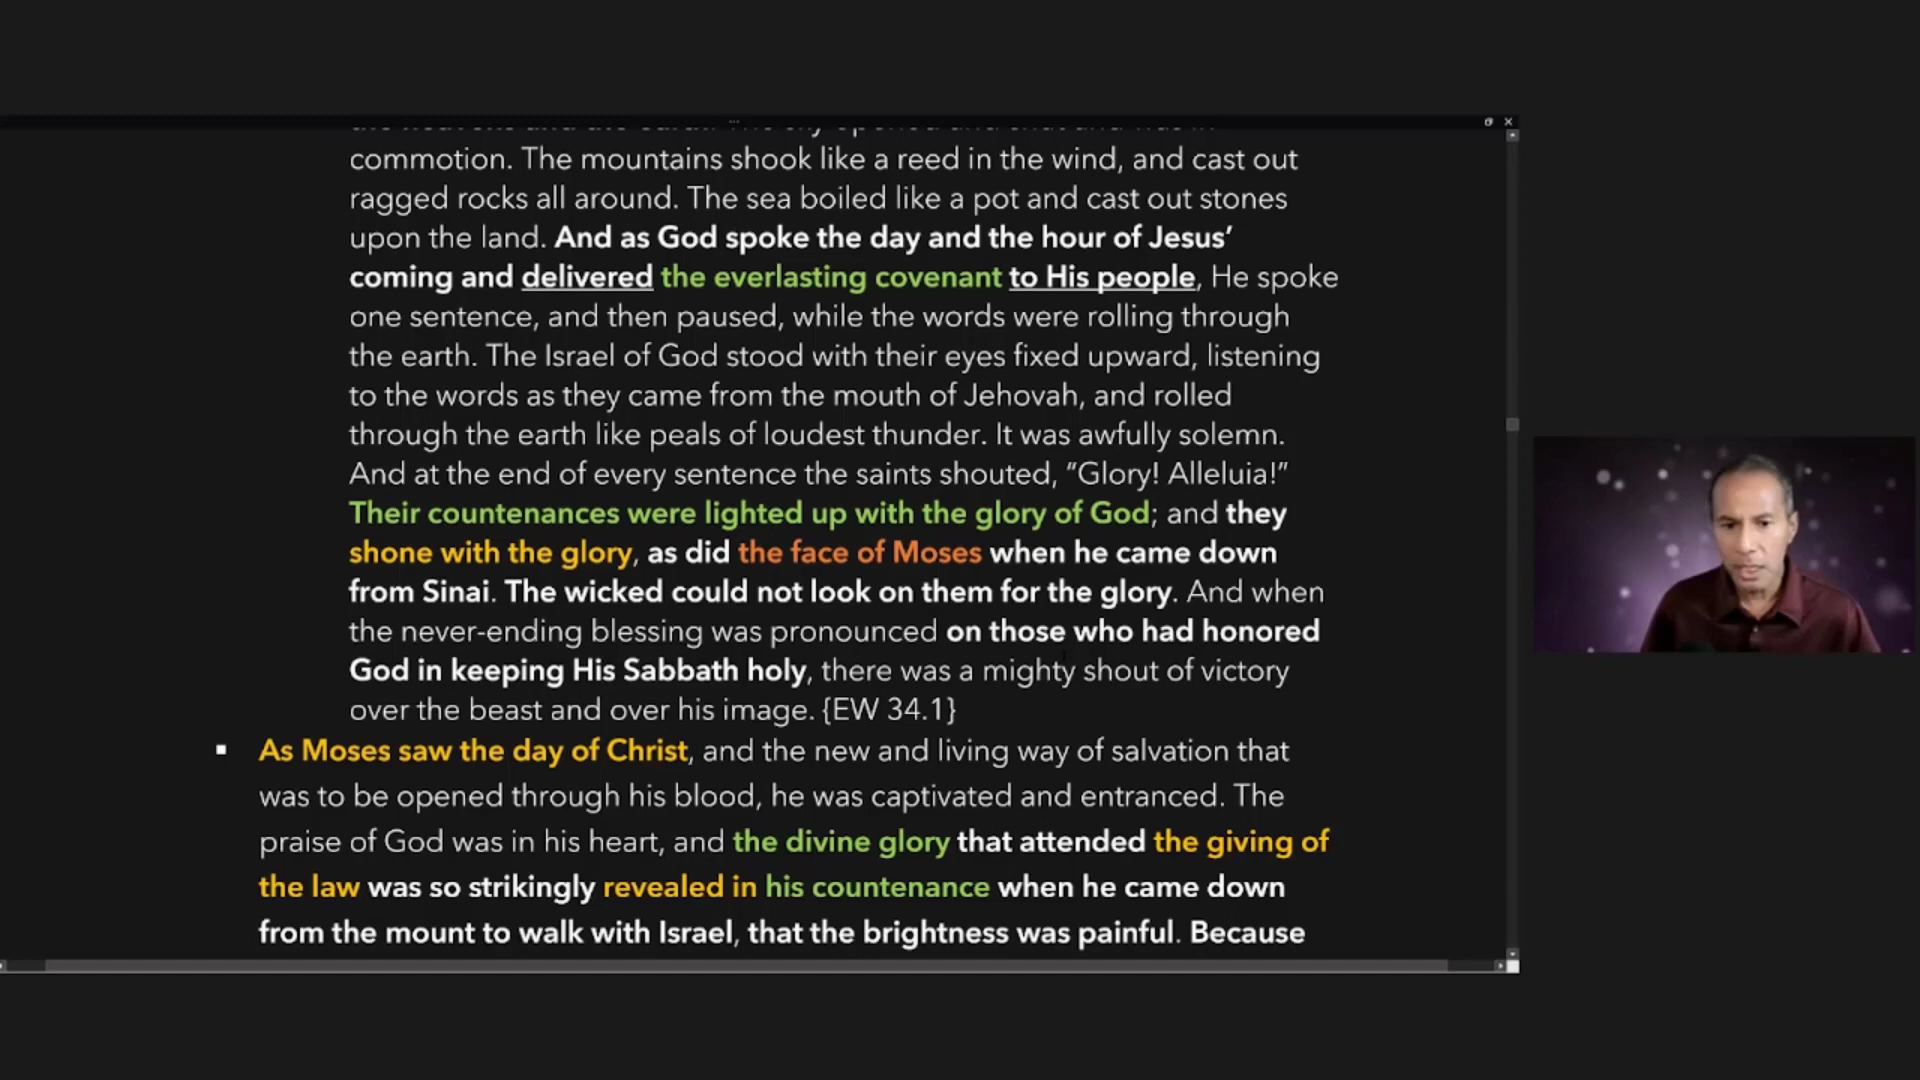 commotion. The mountains shook like a reed in the wind, and cast out
ragged rocks all around. The sea boiled like a pot and cast out stones
upon the land. And as God spoke the day and the hour of Jesus’
coming and delivered the everlasting covenant to His people, He spoke
one sentence, and then paused, while the words were rolling through
the earth. The Israel of God stood with their eyes fixed upward, listening
to the words as they came from the mouth of Jehovah, and rolled
through the earth like peals of loudest thunder. It was awfully solemn.
And at the end of every sentence the saints shouted, “Glory! Alleluia!”
Their countenances were lighted up with the glory of God; and they
shone with the glory, as did the face of Moses when he came down
from Sinai. The wicked could not look on them for the glory. And when
the never-ending blessing was pronounced on those who had honored
God in keeping His Sabbath holy, there was a mighty shout of victory
over the beast and over his image. {EW 34.1}
▪ As Moses saw the day of Christ, and the new and living way of salvation that
was to be opened through his blood, he was captivated and entranced. The
praise of God was in his heart, and the divine glory that attended the giving of
the law was so strikingly revealed in his countenance when he came down
from the mount to walk with Israel, that the brightness was painful. Because